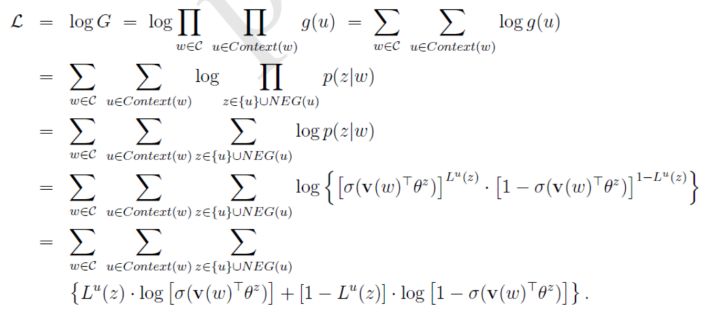 𝓛 = log G = log ∏_{w∈𝒞} ∏_{u∈Context(w)} g(u) = ∑_{w∈𝒞} ∑_{u∈Context(w)} log g(u)
= ∑_{w∈𝒞} ∑_{u∈Context(w)} log ∏_{z∈{u}∪NEG(u)} p(z|w)
= ∑_{w∈𝒞} ∑_{u∈Context(w)} ∑_{z∈{u}∪NEG(u)} log p(z|w)
= ∑_{w∈𝒞} ∑_{u∈Context(w)} ∑_{z∈{u}∪NEG(u)} log { [σ(v(w)^⊤θ^z)]^{L^u(z)} · [1 − σ(v(w)^⊤θ^z)]^{1−L^u(z)} }
= ∑_{w∈𝒞} ∑_{u∈Context(w)} ∑_{z∈{u}∪NEG(u)}
{ L^u(z) · log [σ(v(w)^⊤θ^z)] + [1 − L^u(z)] · log [1 − σ(v(w)^⊤θ^z)] } .